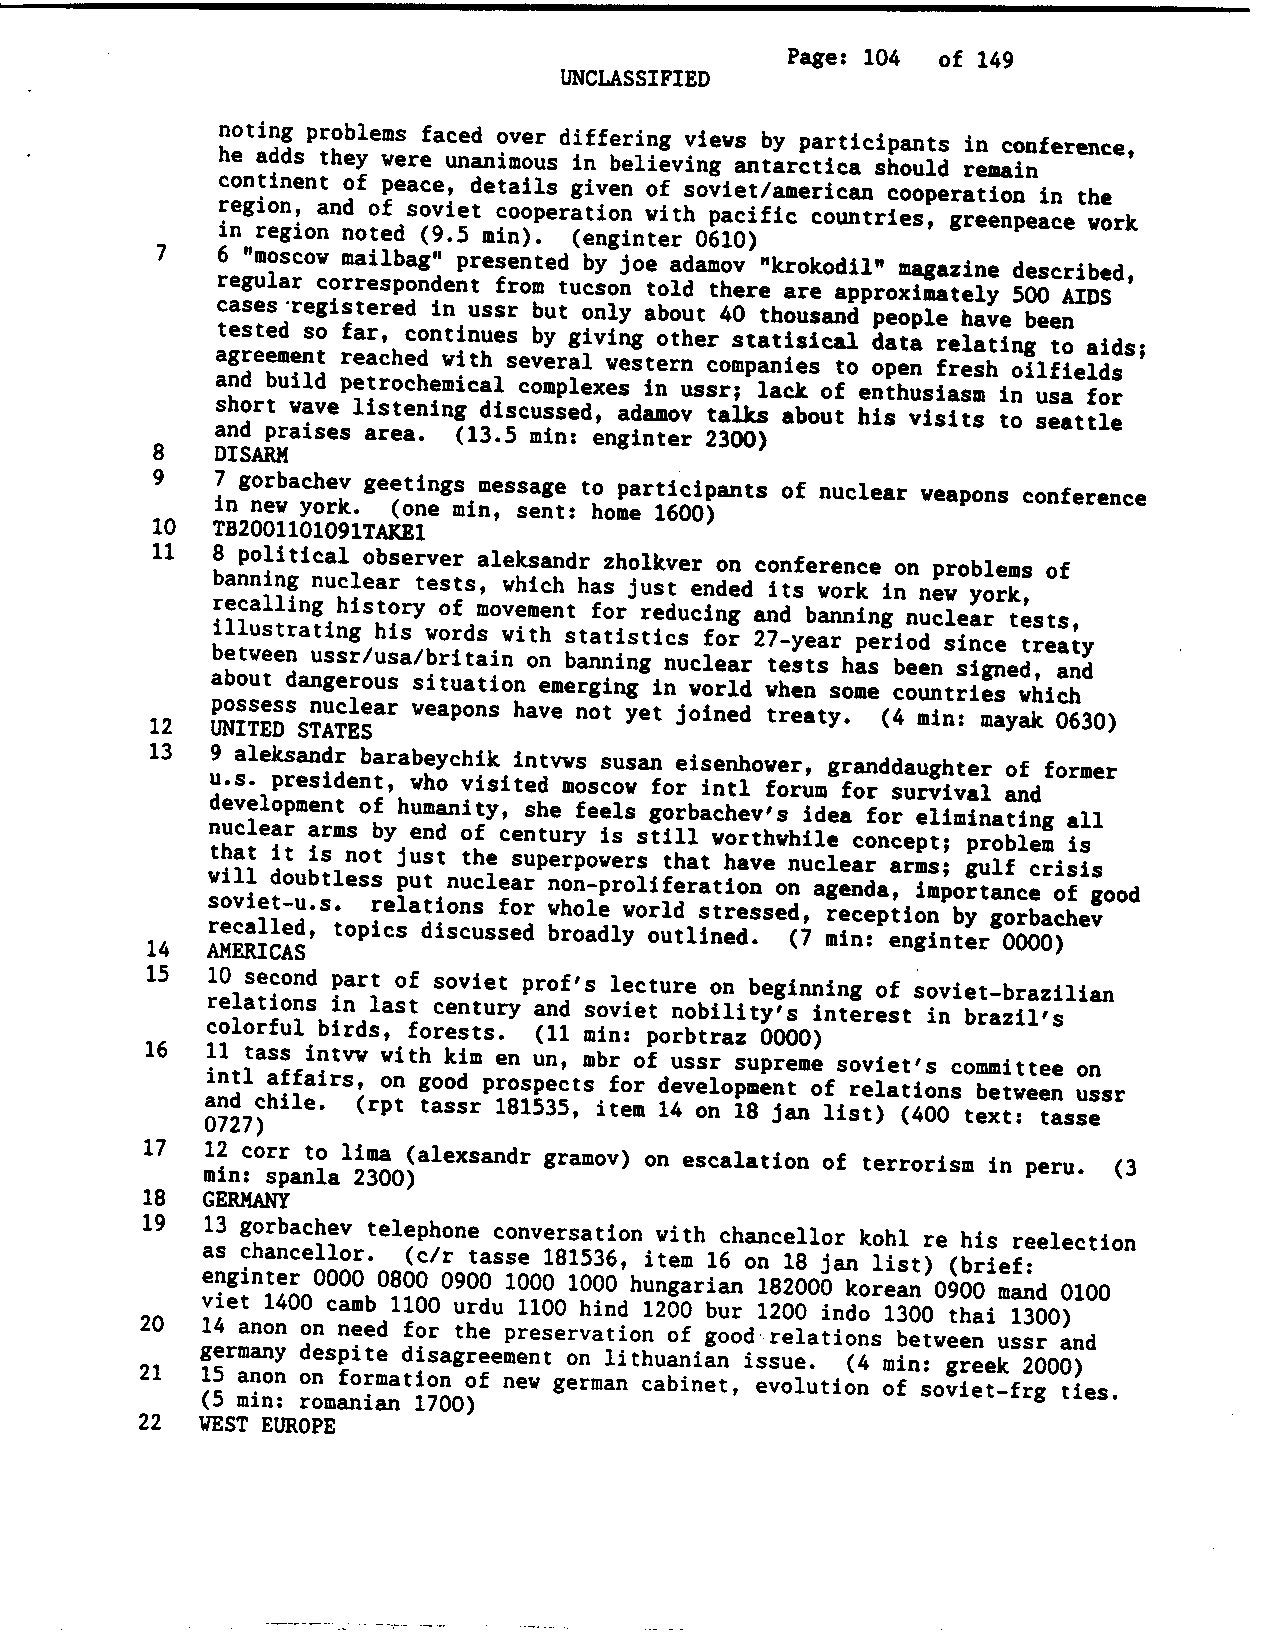 Page: 104 of 149
UNCLASSIFIED
noting problems faced over differing views by participants in conference,
he adds they were unanimous in believing antarctica should remain
continent of peace, details given of soviet/american cooperation in the
region, and of soviet cooperation with pacific countries, greenpeace work
in region noted (9.5 min). (enginter 0610)
7 6 "moscow mailbag" presented by joe adamov "krokodil" magazine described,
regular correspondent from tucson told there are approximately 500 AIDS
cases registered in ussr but only about 40 thousand people have been
tested so far, continues by giving other statisical data relating to aids;
agreement reached with several western companies to open fresh oilfields
and build petrochemical complexes in ussr; lack of enthusiasm in usa for
short wave listening discussed, adamov talks about his visits to seattle
and praises area. (13.5 min: enginter 2300)
8 DISARM
9 7 gorbachev geetings message to participants of nuclear weapons conference
in new york. (one min, sent: home 1600)
10 TB2001101091TAKE1
11 8 political observer aleksandr zholkver on conference on problems of
banning nuclear tests, which has just ended its work in new york,
recalling history of movement for reducing and banning nuclear tests,
illustrating his words with statistics for 27-year period since treaty
between ussr/usa/britain on banning nuclear tests has been signed, and
about dangerous situation emerging in world when some countries which
possess nuclear weapons have not yet joined treaty. (4 min: mayak 0630)
12 UNITED STATES
13 9 aleksandr barabeychik intvws susan eisenhower, granddaughter of former
u.s. president, who visited moscow for intl forum for survival and
development of humanity, she feels gorbachev's idea for eliminating all
nuclear arms by end of century is still worthwhile concept; problem is
that it is not just the superpowers that have nuclear arms; gulf crisis
will doubtless put nuclear non-proliferation on agenda, importance of good
soviet-u.s. relations for whole world stressed, reception by gorbachev
recalled, topics discussed broadly outlined. (7 min: enginter 0000)
14 AMERICAS
15 10 second part of soviet prof's lecture on beginning of soviet-brazilian
relations in last century and soviet nobility's interest in brazil's
colorful birds, forests. (11 min: porbtraz 0000)
16 11 tass intvw with kim en un, mbr of ussr supreme soviet's committee on
intl affairs, on good prospects for development of relations between ussr
and chile. (rpt tassr 181535, item 14 on 18 jan list) (400 text: tasse
0727)
17 12 corr to lima (alexsandr gramov) on escalation of terrorism in peru. (3
min: spanla 2300)
18 GERMANY
19 13 gorbachev telephone conversation with chancellor kohl re his reelection
as chancellor. (c/r tasse 181536, item 16 on 18 jan list) (brief:
enginter 0000 0800 0900 1000 1000 hungarian 182000 korean 0900 mand 0100
viet 1400 camb 1100 urdu 1100 hind 1200 bur 1200 indo 1300 thai 1300)
20 14 anon on need for the preservation of good relations between ussr and
germany despite disagreement on lithuanian issue. (4 min: greek 2000)
21 15 anon on formation of new german cabinet, evolution of soviet-frg ties.
(5 min: romanian 1700)
22 WEST EUROPE